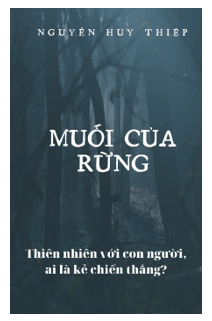 NGUYỄN HUY THIỆP
MUỐI CỦA
RỪNG
Thiên nhiên với con người,
ai là kẻ chiến thắng?